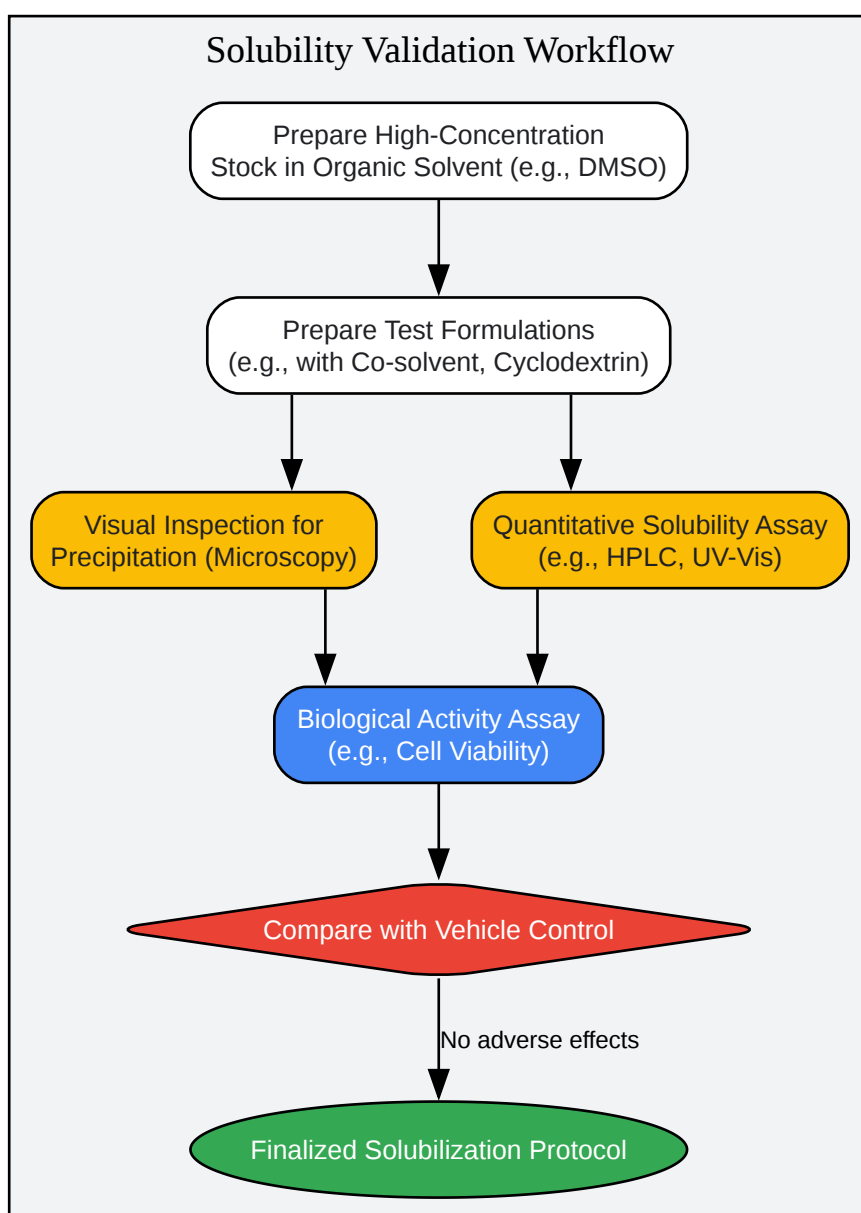 Solubility Validation Workflow
Prepare High-Concentration
Stock in Organic Solvent (e.g., DMSO)
Prepare Test Formulations
(e.g., with Co-solvent, Cyclodextrin)
Visual Inspection for
Precipitation (Microscopy)
Quantitative Solubility Assay
(e.g., HPLC, UV-Vis)
Biological Activity Assay
(e.g., Cell Viability)
Compare with Vehicle Control
No adverse effects
Finalized Solubilization Protocol